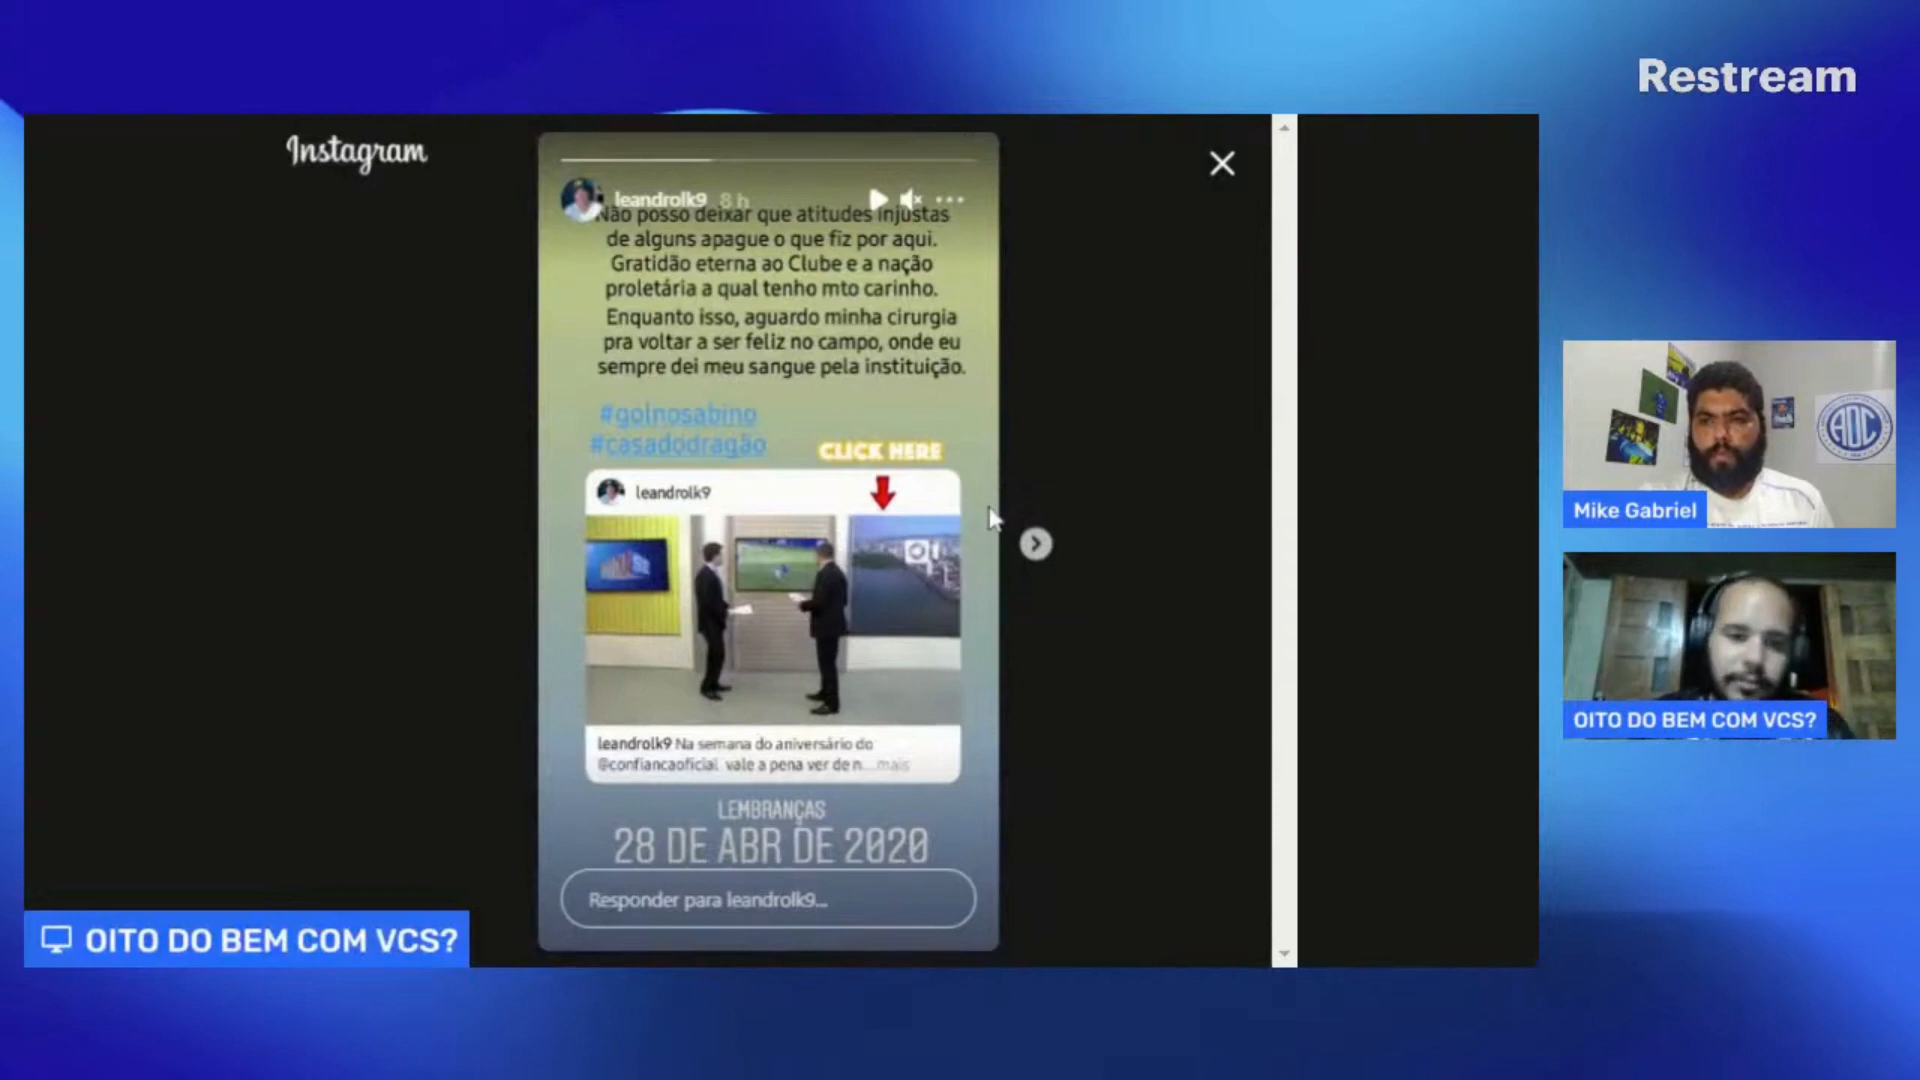 Restream
Instagram
leandrolk9 8 h
Não posso deixar que atitudes injustas
de alguns apague o que fiz por aqui.
Gratidão eterna ao Clube e a nação
proletária a qual tenho mto carinho.
Enquanto isso, aguardo minha cirurgia
pra voltar a ser feliz no campo, onde eu
sempre dei meu sangue pela instituição.
#golnosabino
#casadodragão
CLICK HERE
leandrolk9
leandrolk9 Na semana do aniversário do
@confiancaoficial vale a pena ver de n... mais
LEMBRANÇAS
28 DE ABR DE 2020
Responder para leandrolk9...
OITO DO BEM COM VCS?
ADC
Mike Gabriel
OITO DO BEM COM VCS?